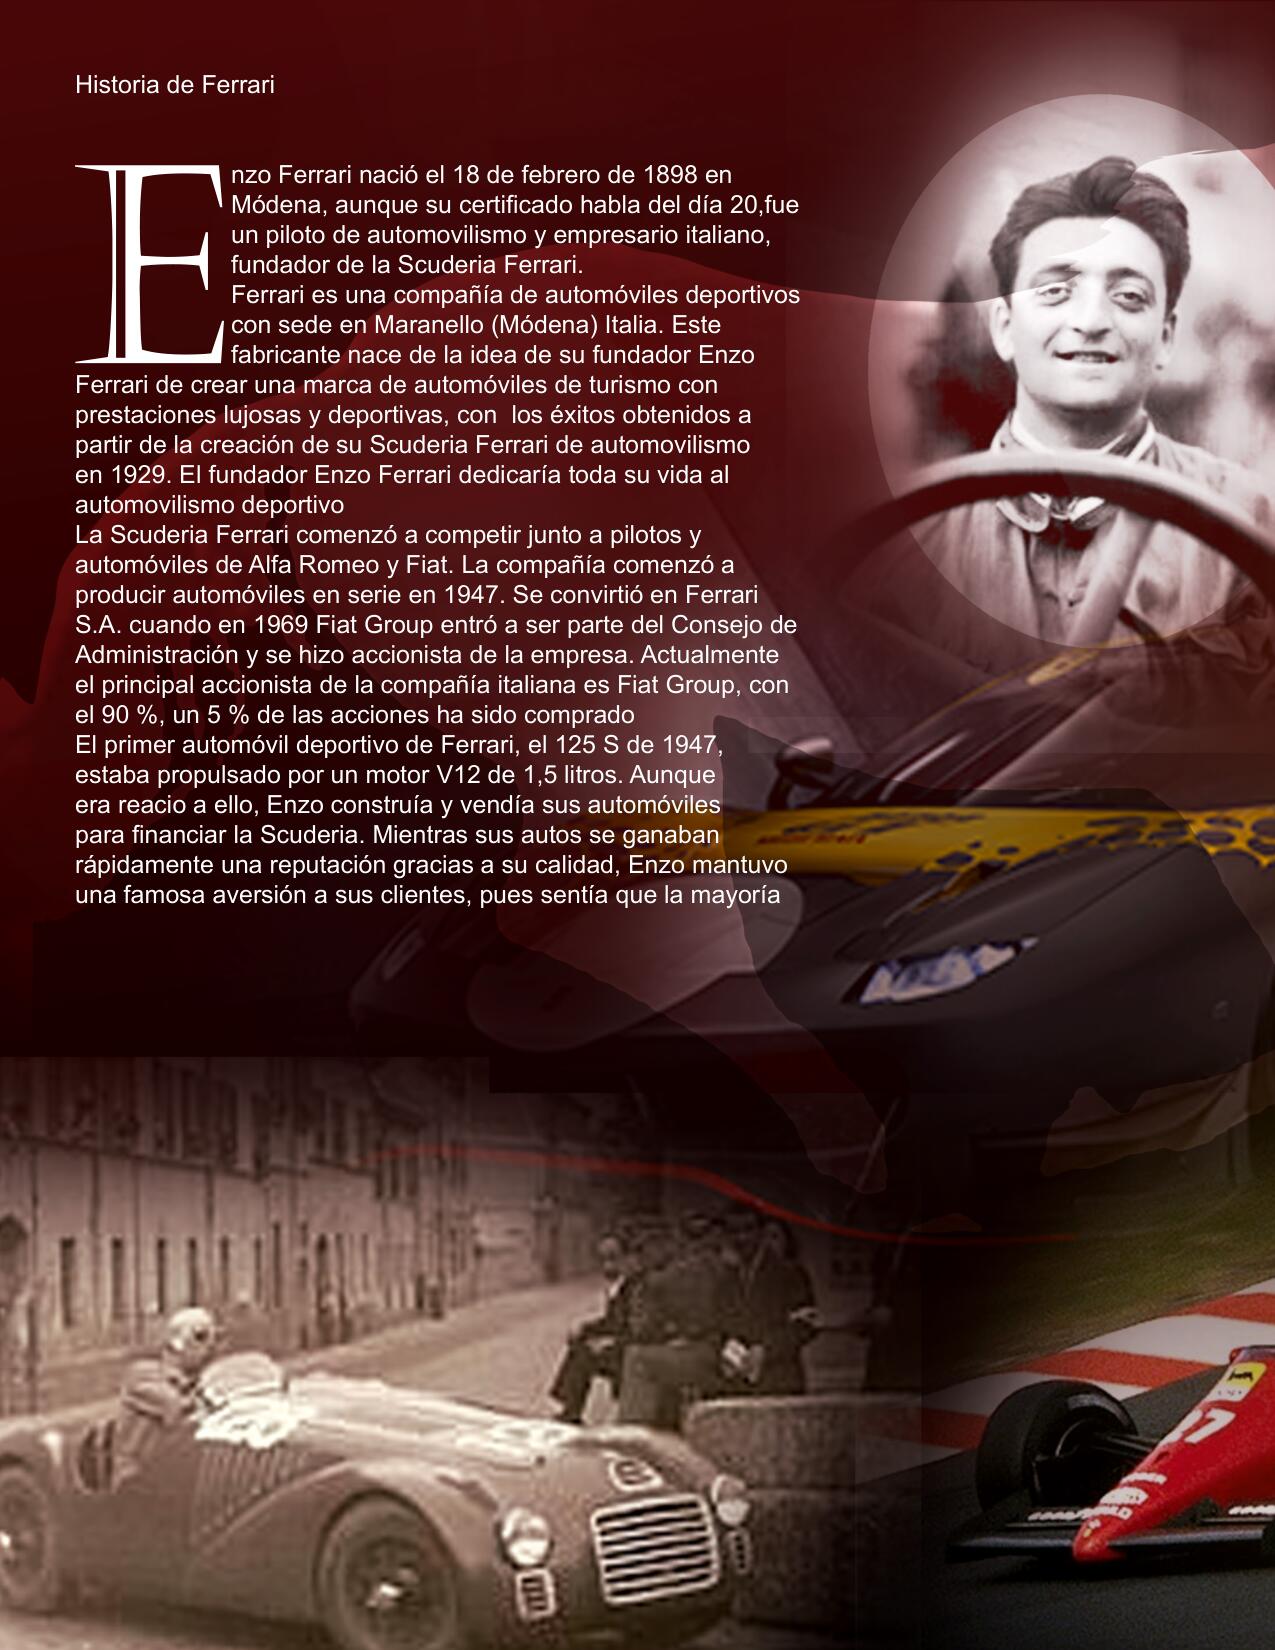 Historia de Ferrari
Enzo Ferrari nació el 18 de febrero de 1898 en
Módena, aunque su certificado habla del día 20,fue
un piloto de automovilismo y empresario italiano,
fundador de la Scuderia Ferrari.
Ferrari es una compañía de automóviles deportivos
con sede en Maranello (Módena) Italia. Este
fabricante nace de la idea de su fundador Enzo
Ferrari de crear una marca de automóviles de turismo con
prestaciones lujosas y deportivas, con  los éxitos obtenidos a
partir de la creación de su Scuderia Ferrari de automovilismo
en 1929. El fundador Enzo Ferrari dedicaría toda su vida al
automovilismo deportivo
La Scuderia Ferrari comenzó a competir junto a pilotos y
automóviles de Alfa Romeo y Fiat. La compañía comenzó a
producir automóviles en serie en 1947. Se convirtió en Ferrari
S.A. cuando en 1969 Fiat Group entró a ser parte del Consejo de
Administración y se hizo accionista de la empresa. Actualmente
el principal accionista de la compañía italiana es Fiat Group, con
el 90 %, un 5 % de las acciones ha sido comprado
El primer automóvil deportivo de Ferrari, el 125 S de 1947,
estaba propulsado por un motor V12 de 1,5 litros. Aunque
era reacio a ello, Enzo construía y vendía sus automóviles
para financiar la Scuderia. Mientras sus autos se ganaban
rápidamente una reputación gracias a su calidad, Enzo mantuvo
una famosa aversión a sus clientes, pues sentía que la mayoría
27